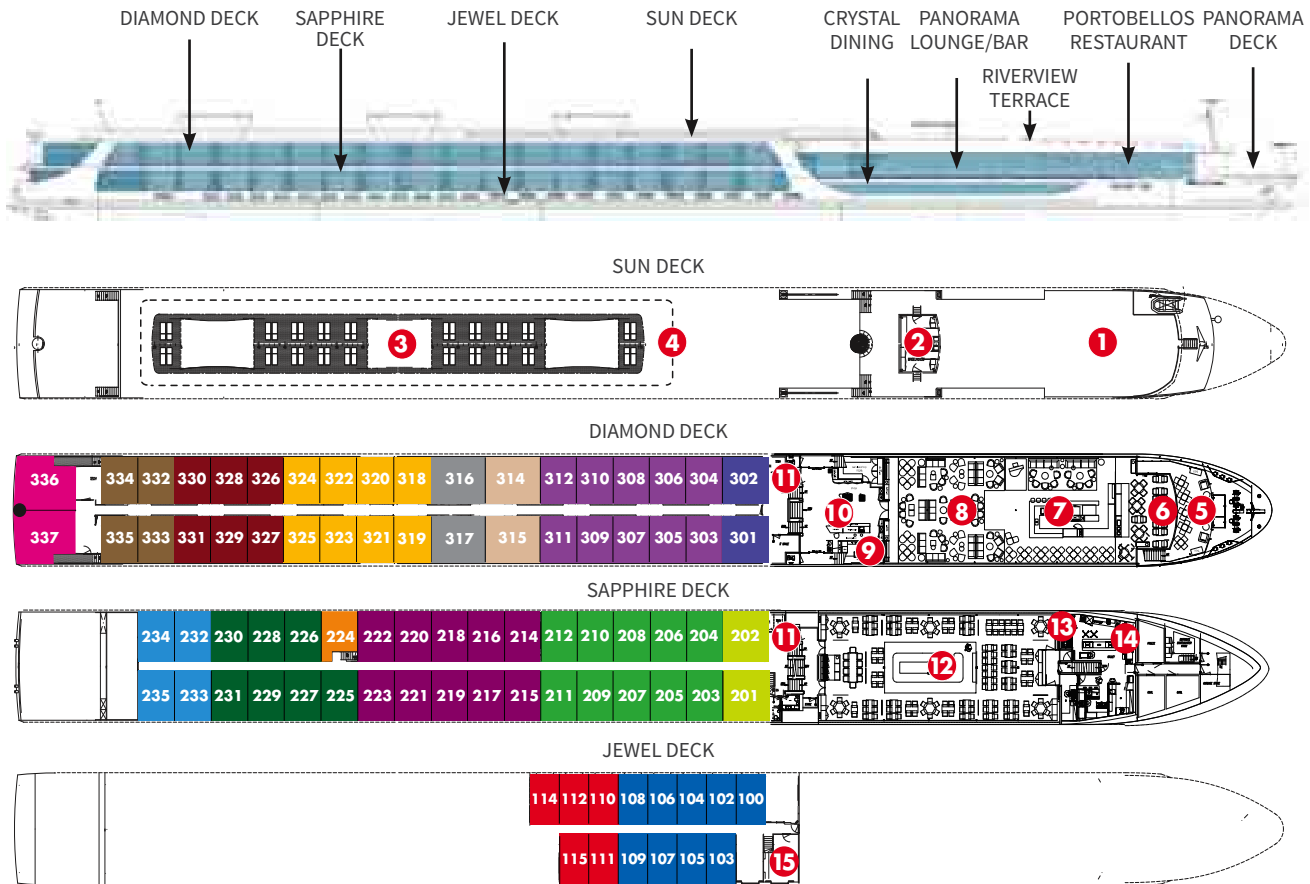 DIAMOND DECK
SAPPHIRE
DECK
JEWEL DECK
SUN DECK
CRYSTAL
DINING
PANORAMA
LOUNGE/BAR
RIVERVIEW
TERRACE
PORTOBELLOS
RESTAURANT
PANORAMA
DECK
SUN DECK
3 4 2 1
DIAMOND DECK
336 334 332 330 328 326 324 322 320 318 316 314 312 310 308 306 304 302 11
10 8 7 6 5
337 335 333 331 329 327 325 323 321 319 317 315 311 309 307 305 303 301 9
SAPPHIRE DECK
234 232 230 228 226 224 222 220 218 216 214 212 210 208 206 204 202 11 13 14
12
235 233 231 229 227 225 223 221 219 217 215 211 209 207 205 203 201
JEWEL DECK
114 112 110 108 106 104 102 100
115 111 109 107 105 103 15